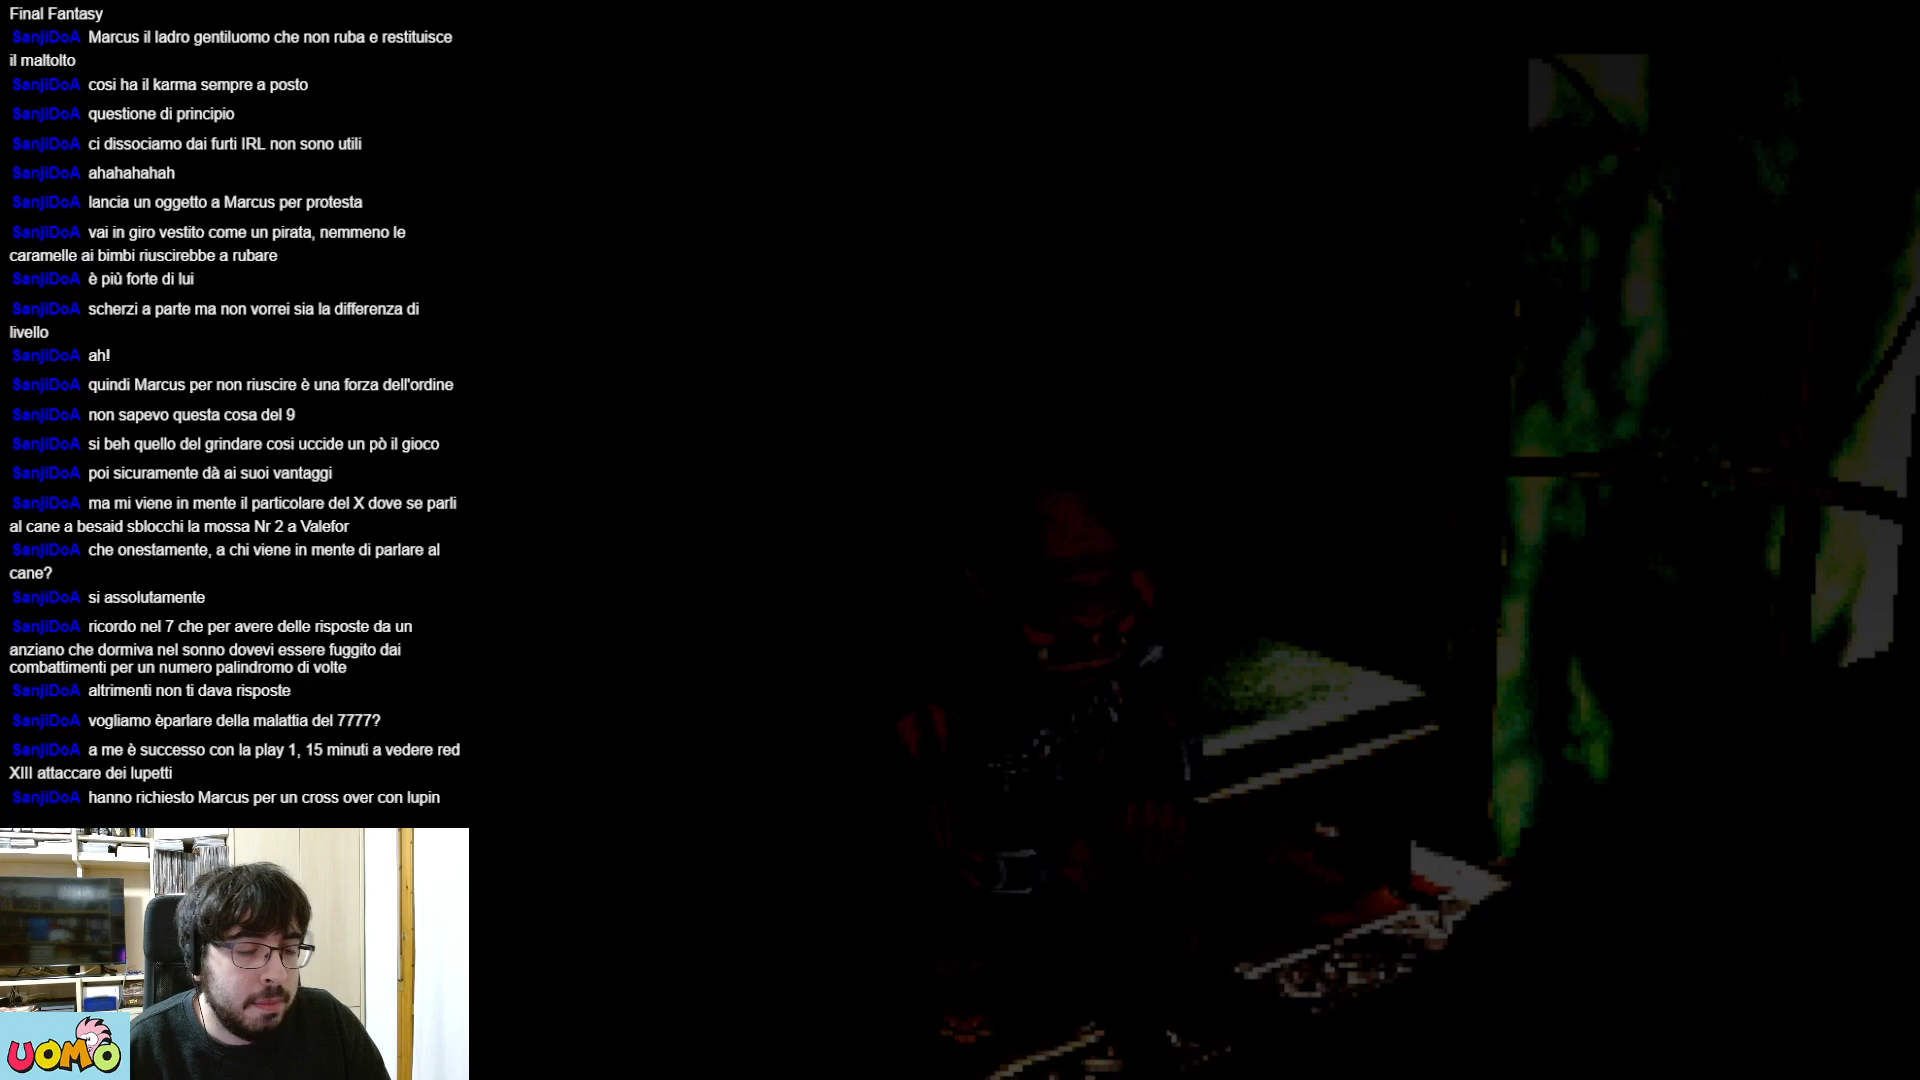 Final Fantasy
SanjiDoA Marcus il ladro gentiluomo che non ruba e restituisce
il maltolto
SanjiDoA cosi ha il karma sempre a posto
SanjiDoA questione di principio
SanjiDoA ci dissociamo dai furti IRL non sono utili
SanjiDoA ahahahahah
SanjiDoA lancia un oggetto a Marcus per protesta
SanjiDoA vai in giro vestito come un pirata, nemmeno le
caramelle ai bimbi riuscirebbe a rubare
SanjiDoA è più forte di lui
SanjiDoA scherzi a parte ma non vorrei sia la differenza di
livello
SanjiDoA ah!
SanjiDoA quindi Marcus per non riuscire è una forza dell'ordine
SanjiDoA non sapevo questa cosa del 9
SanjiDoA si beh quello del grindare cosi uccide un pò il gioco
SanjiDoA poi sicuramente dà ai suoi vantaggi
SanjiDoA ma mi viene in mente il particolare del X dove se parli
al cane a besaid sblocchi la mossa Nr 2 a Valefor
SanjiDoA che onestamente, a chi viene in mente di parlare al
cane?
SanjiDoA si assolutamente
SanjiDoA ricordo nel 7 che per avere delle risposte da un
anziano che dormiva nel sonno dovevi essere fuggito dai
combattimenti per un numero palindromo di volte
SanjiDoA altrimenti non ti dava risposte
SanjiDoA vogliamo èparlare della malattia del 7777?
SanjiDoA a me è successo con la play 1, 15 minuti a vedere red
XIII attaccare dei lupetti
SanjiDoA hanno richiesto Marcus per un cross over con lupin
UOMO